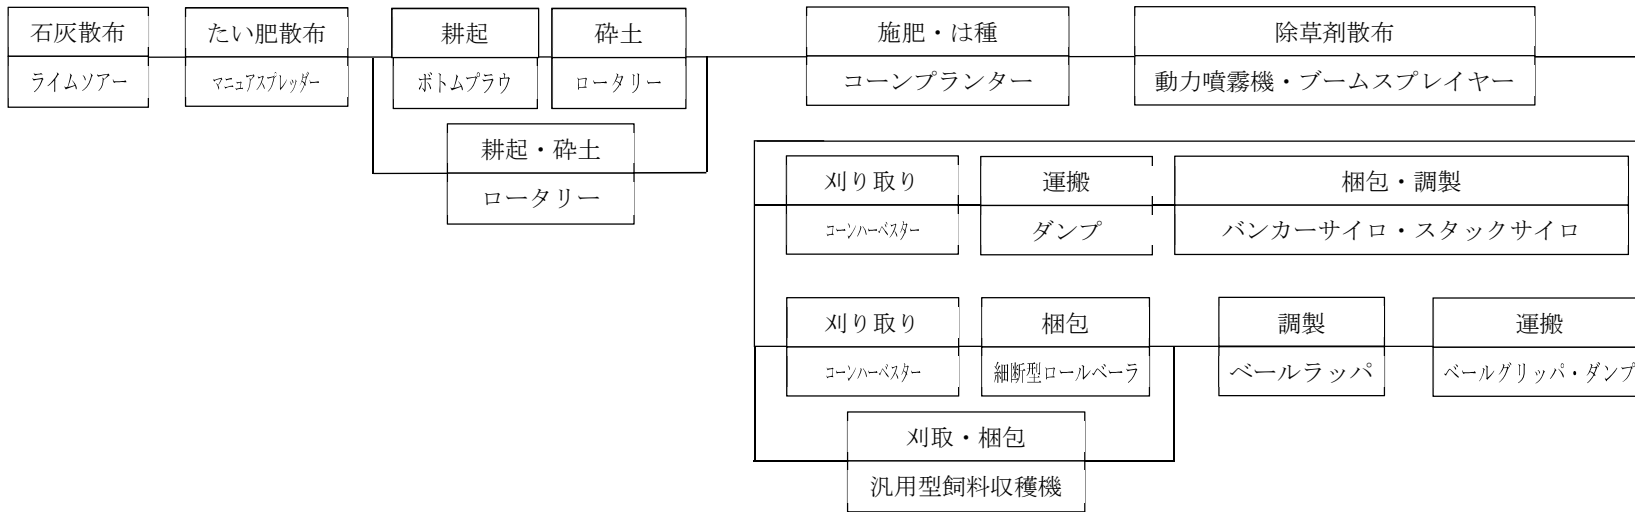 石灰散布
ライムソアー
たい肥散布
マニュアスプレッダー
耕起
ボトムプラウ
砕土
ロータリー
耕起・砕土
ロータリー
施肥・は種
コーンプランター
除草剤散布
動力噴霧機・ブームスプレイヤー
刈り取り
コーンハーベスター
運搬
ダンプ
梱包・調製
バンカーサイロ・スタックサイロ
刈り取り
コーンハーベスター
梱包
細断型ロールベーラ
調製
ベールラッパ
運搬
ベールグリッパ・ダンプ
刈取・梱包
汎用型飼料収穫機